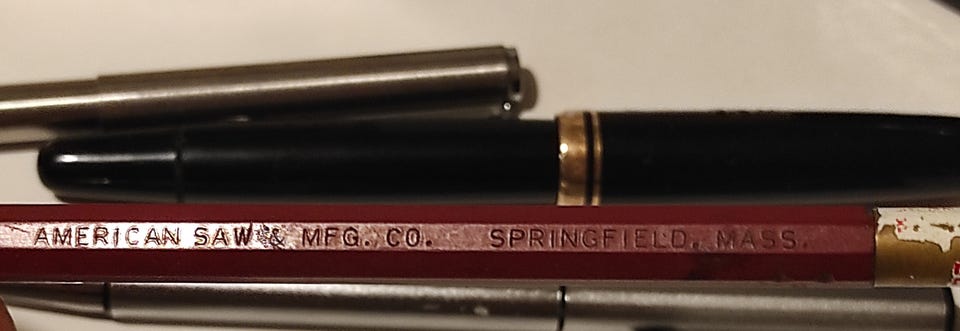 AMERICAN SAW & MFG. CO. SPRINGFIELD, MASS.